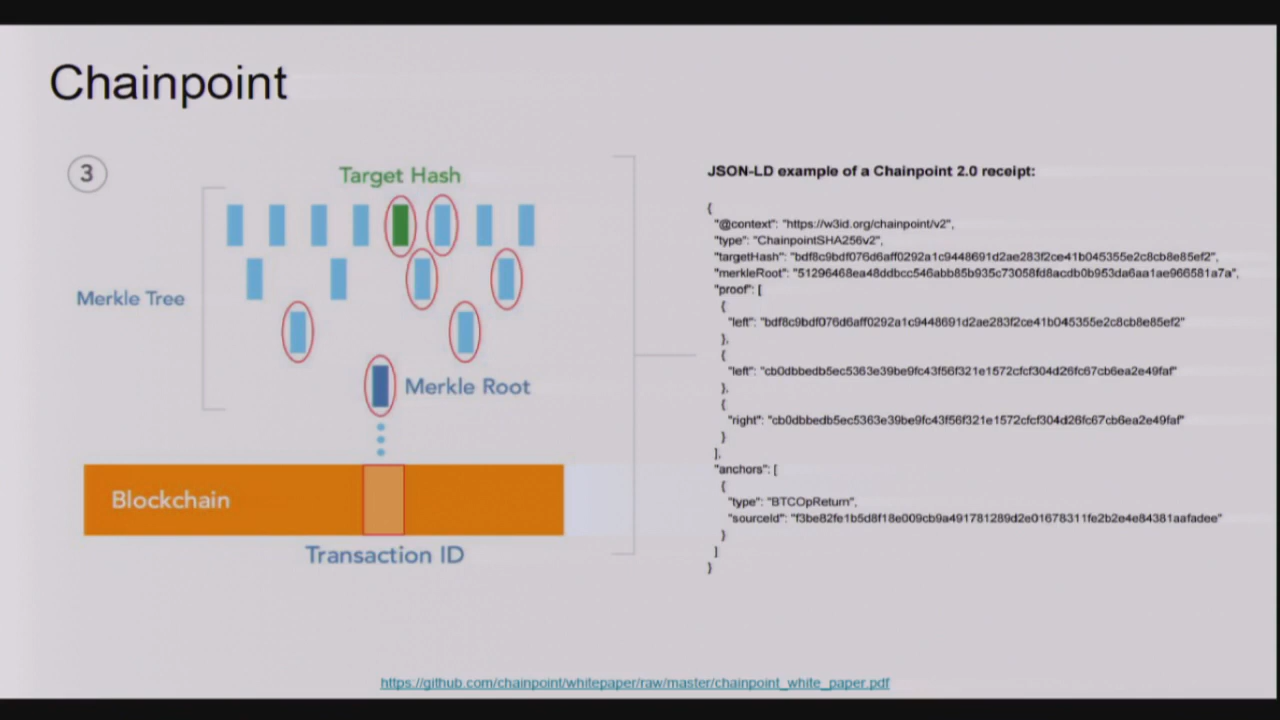 Chainpoint
3
Target Hash
Merkle Tree
Merkle Root
Blockchain
Transaction ID
JSON-LD example of a Chainpoint 2.0 receipt:
{
"@context": "https://w3id.org/chainpoint/v2",
"type": "ChainpointSHA256v2",
"targetHash": "bdf8c9bdf076d6aff0292a1c9448691d2ae283f2ce41b045355e2c8cb8e85ef2",
"merkleRoot": "51296468ea48ddbcc546abb85b935c73058fd8acdb0b953da6aa1ae966581a7a",
"proof": [
{
"left": "bdf8c9bdf076d6aff0292a1c9448691d2ae283f2ce41b045355e2c8cb8e85ef2"
},
{
"left": "cb0dbbedb5ec5363e39be9fc43f56f321e1572cfcf304d26fc67cb6ea2e49faf"
},
{
"right": "cb0dbbedb5ec5363e39be9fc43f56f321e1572cfcf304d26fc67cb6ea2e49faf"
}
],
"anchors": [
{
"type": "BTCOpReturn",
"sourceId": "f3be82fe1b5d8f18e009cb9a491781289d2e01678311fe2b2e4e84381aafadee"
}
]
}
https://github.com/chainpoint/whitepaper/raw/master/chainpoint_white_paper.pdf